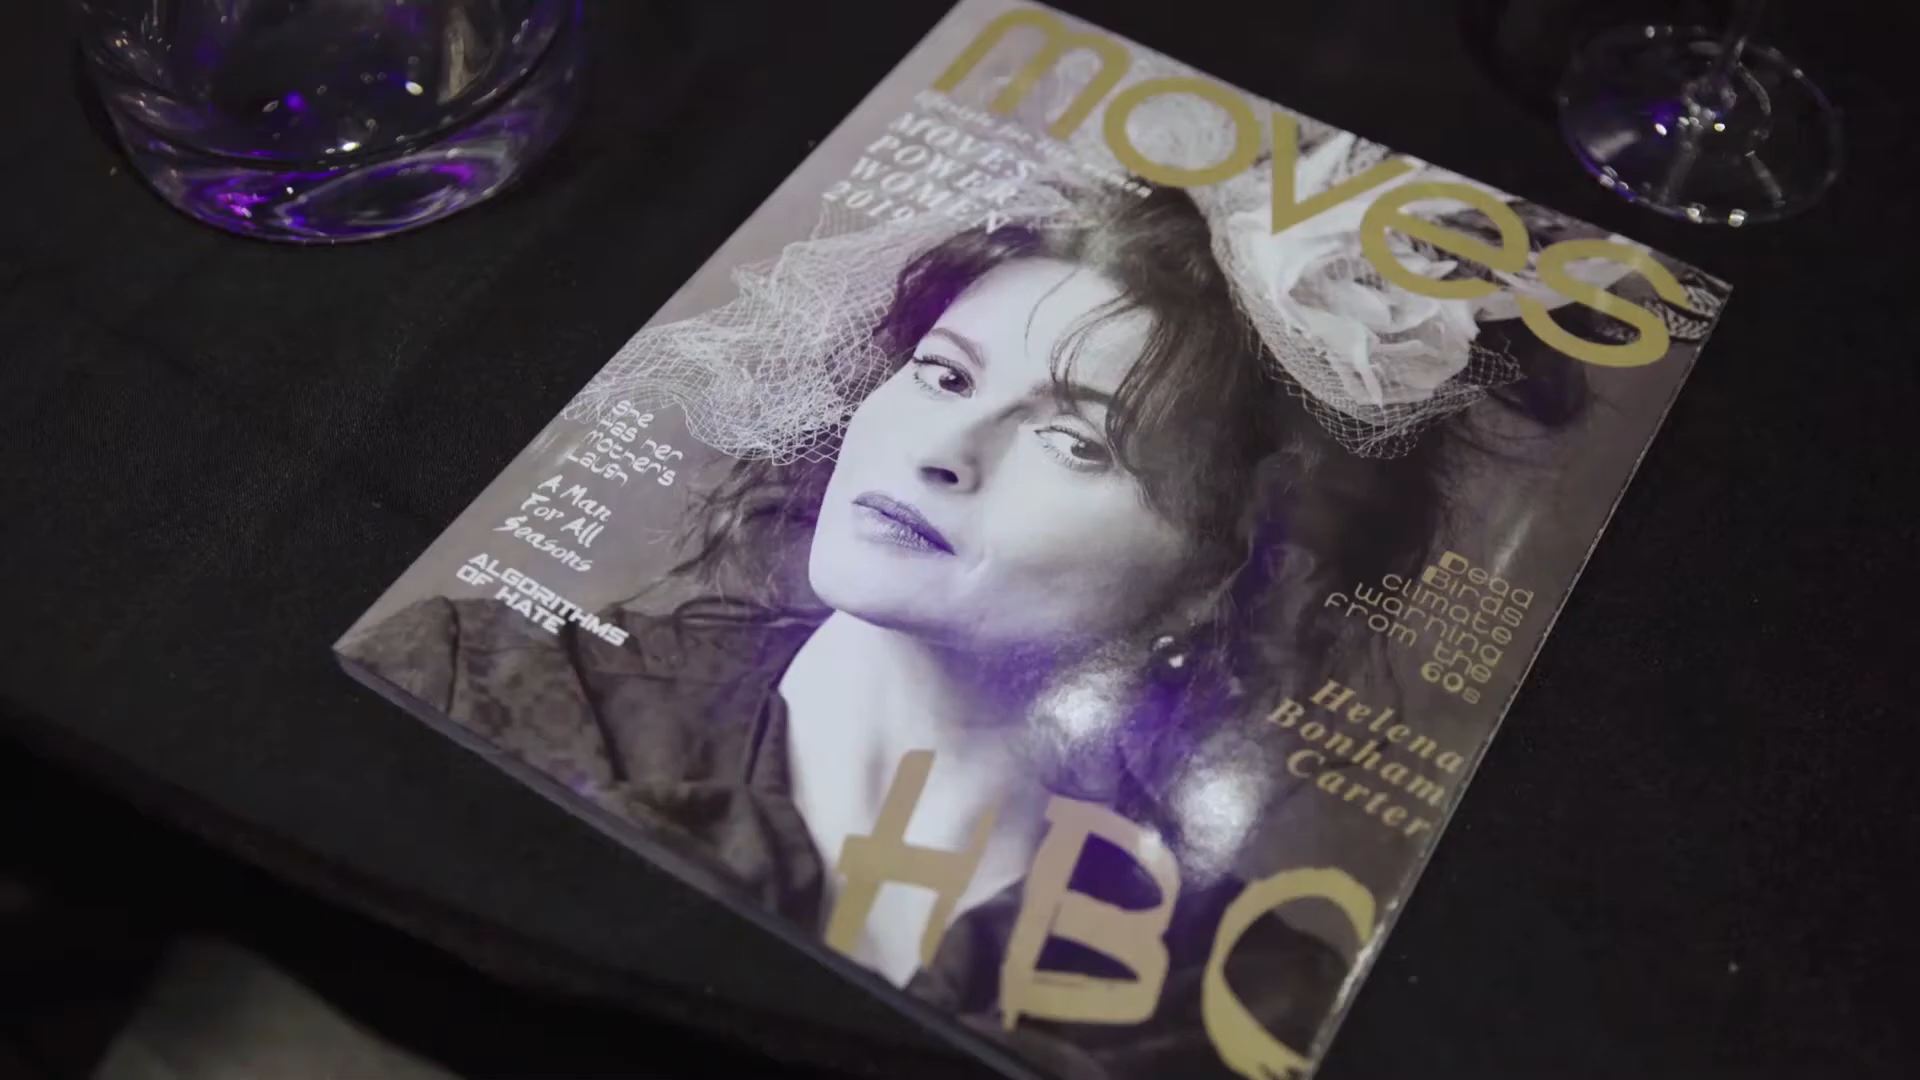 moves
MOVES
POWER
WOMEN
2019
She
Has Her
Mother's
Laugh
A Man
For All
Seasons
ALGORITHMS
OF
HATE
Dead
Birds
climate
warning
from the
60s
Helena
Bonham
Carter
HBC